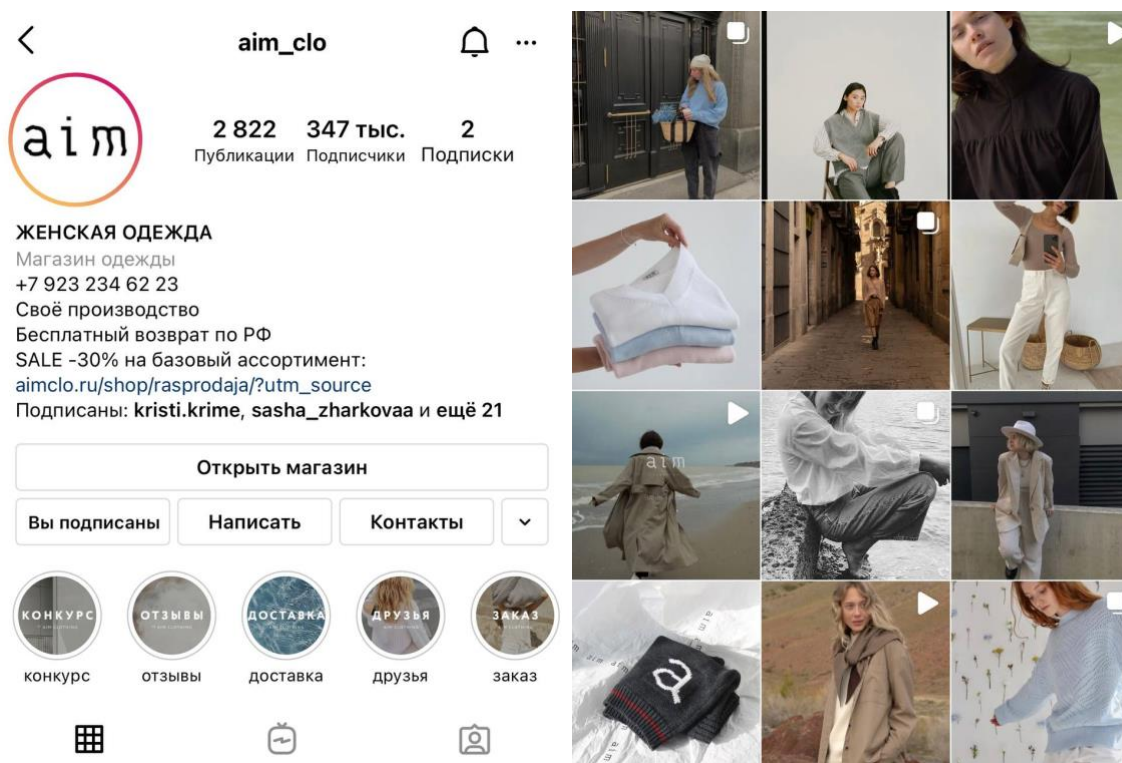 aim_clo
aim
2 822 347 тыс. 2
Публикации Подписчики Подписки
ЖЕНСКАЯ ОДЕЖДА
Магазин одежды
+7 923 234 62 23
Своё производство
Бесплатный возврат по РФ
SALE -30% на базовый ассортимент:
aimclo.ru/shop/rasprodaja/?utm_source
Подписаны: kristi.krime, sasha_zharkovaa и ещё 21
Открыть магазин
Вы подписаны Написать Контакты
КОНКУРС ОТЗЫВЫ ДОСТАВКА ДРУЗЬЯ ЗАКАЗ
конкурс отзывы доставка друзья заказ
aim
a
aim aim